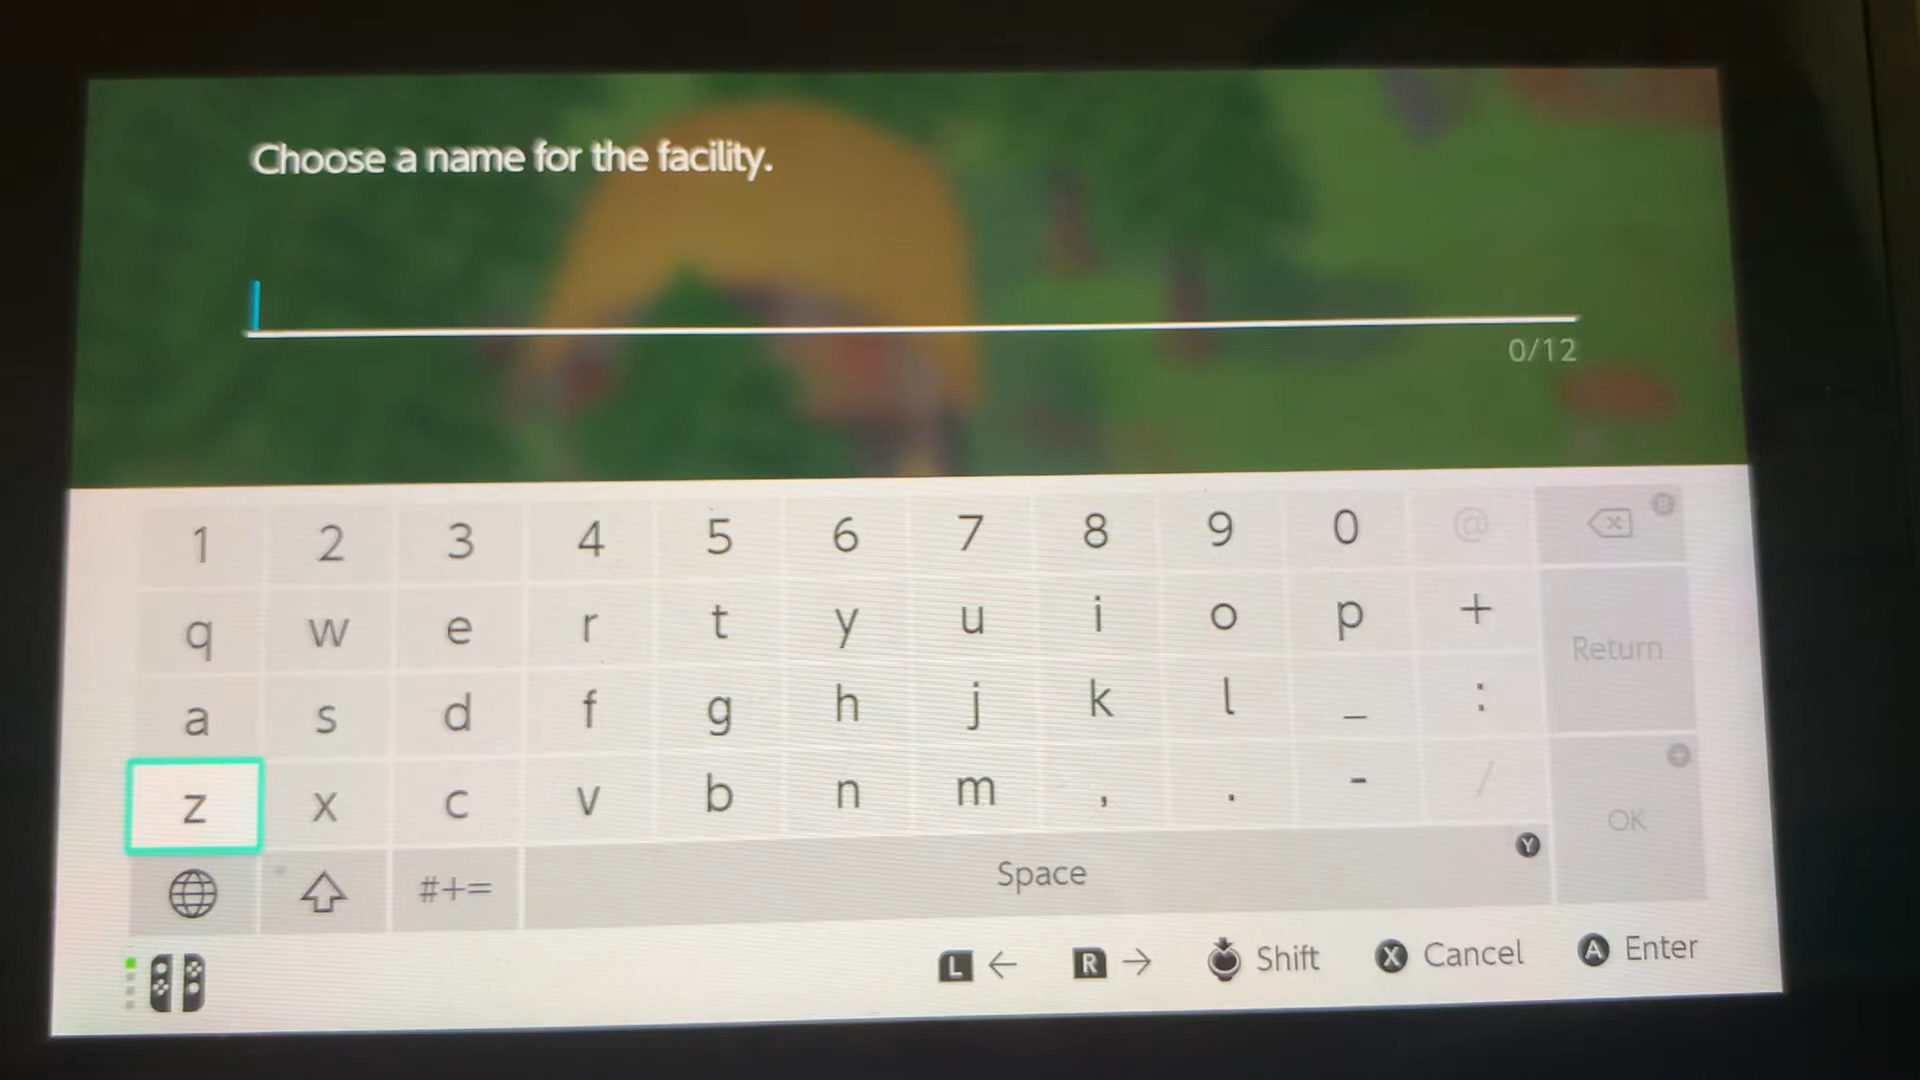 Choose a name for the facility.
0/12
1 2 3 4 5 6 7 8 9 0 @
q w e r t y u i o p +
Return
a s d f g h j k l _ :
z x c v b n m , . - /
OK
#+= Space Y
L ← R → Shift X Cancel A Enter